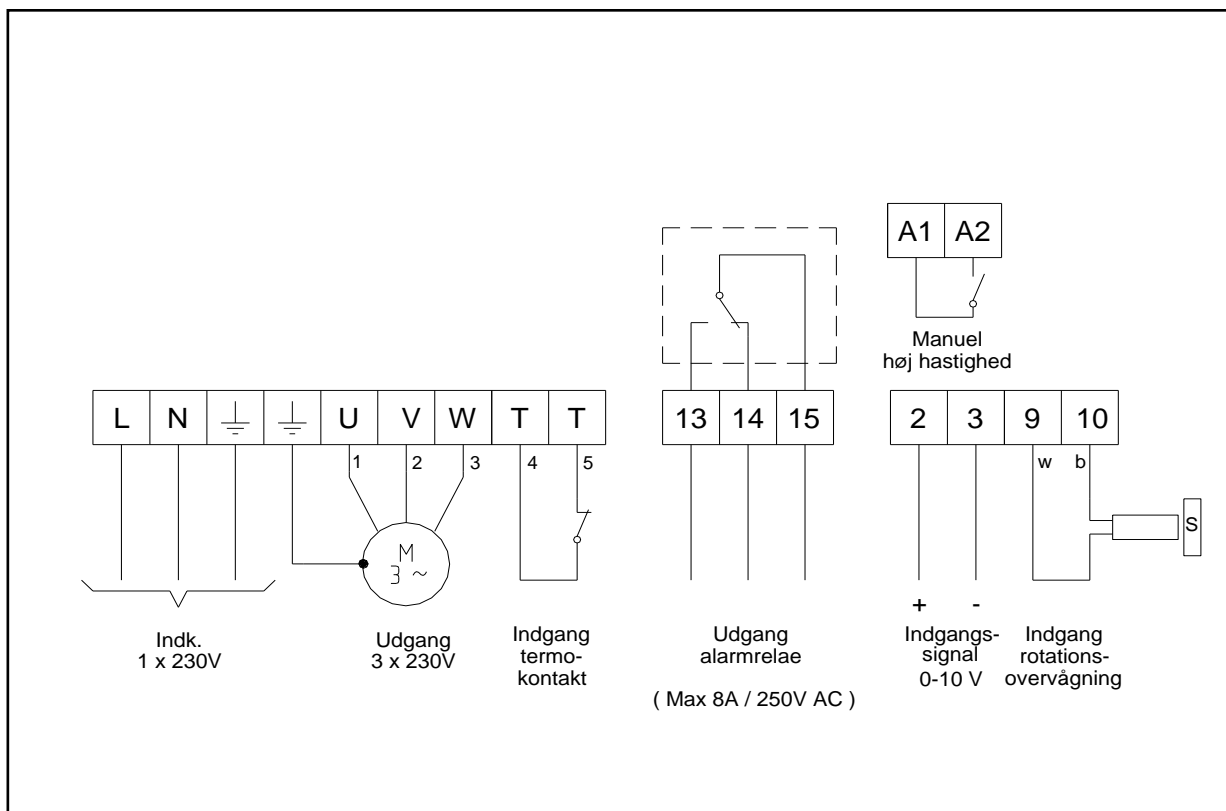 A1 A2
Manuel
høj hastighed
L N U V W T T
13 14 15
2 3 9 10
1 2 3 4 5
w b
S
M
3 ~
+ -
Indk.
1 x 230V
Udgang
3 x 230V
Indgang
termo-
kontakt
Udgang
alarmrelae
( Max 8A / 250V AC )
Indgangs-
signal
0-10 V
Indgang
rotations-
overvågning